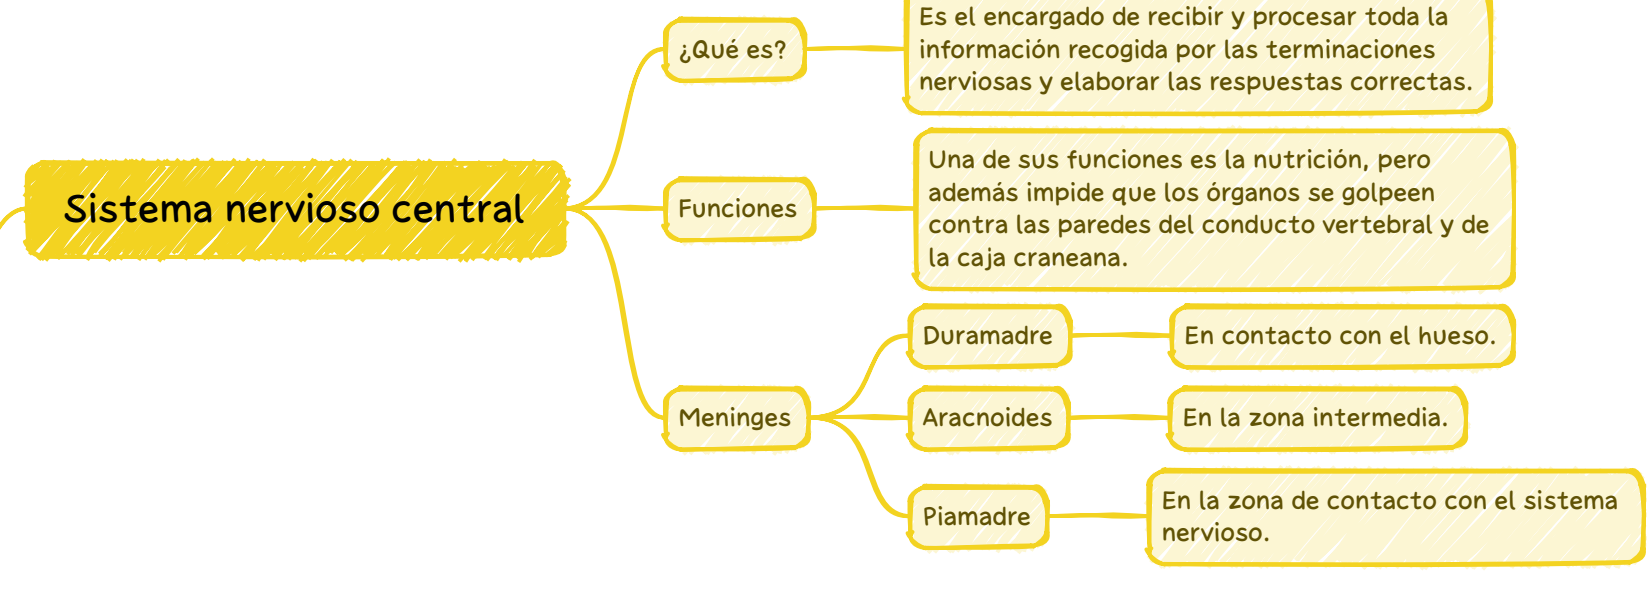 Sistema nervioso central
¿Qué es?
Es el encargado de recibir y procesar toda la
información recogida por las terminaciones
nerviosas y elaborar las respuestas correctas.
Funciones
Una de sus funciones es la nutrición, pero
además impide que los órganos se golpeen
contra las paredes del conducto vertebral y de
la caja craneana.
Meninges
Duramadre
En contacto con el hueso.
Aracnoides
En la zona intermedia.
Piamadre
En la zona de contacto con el sistema
nervioso.